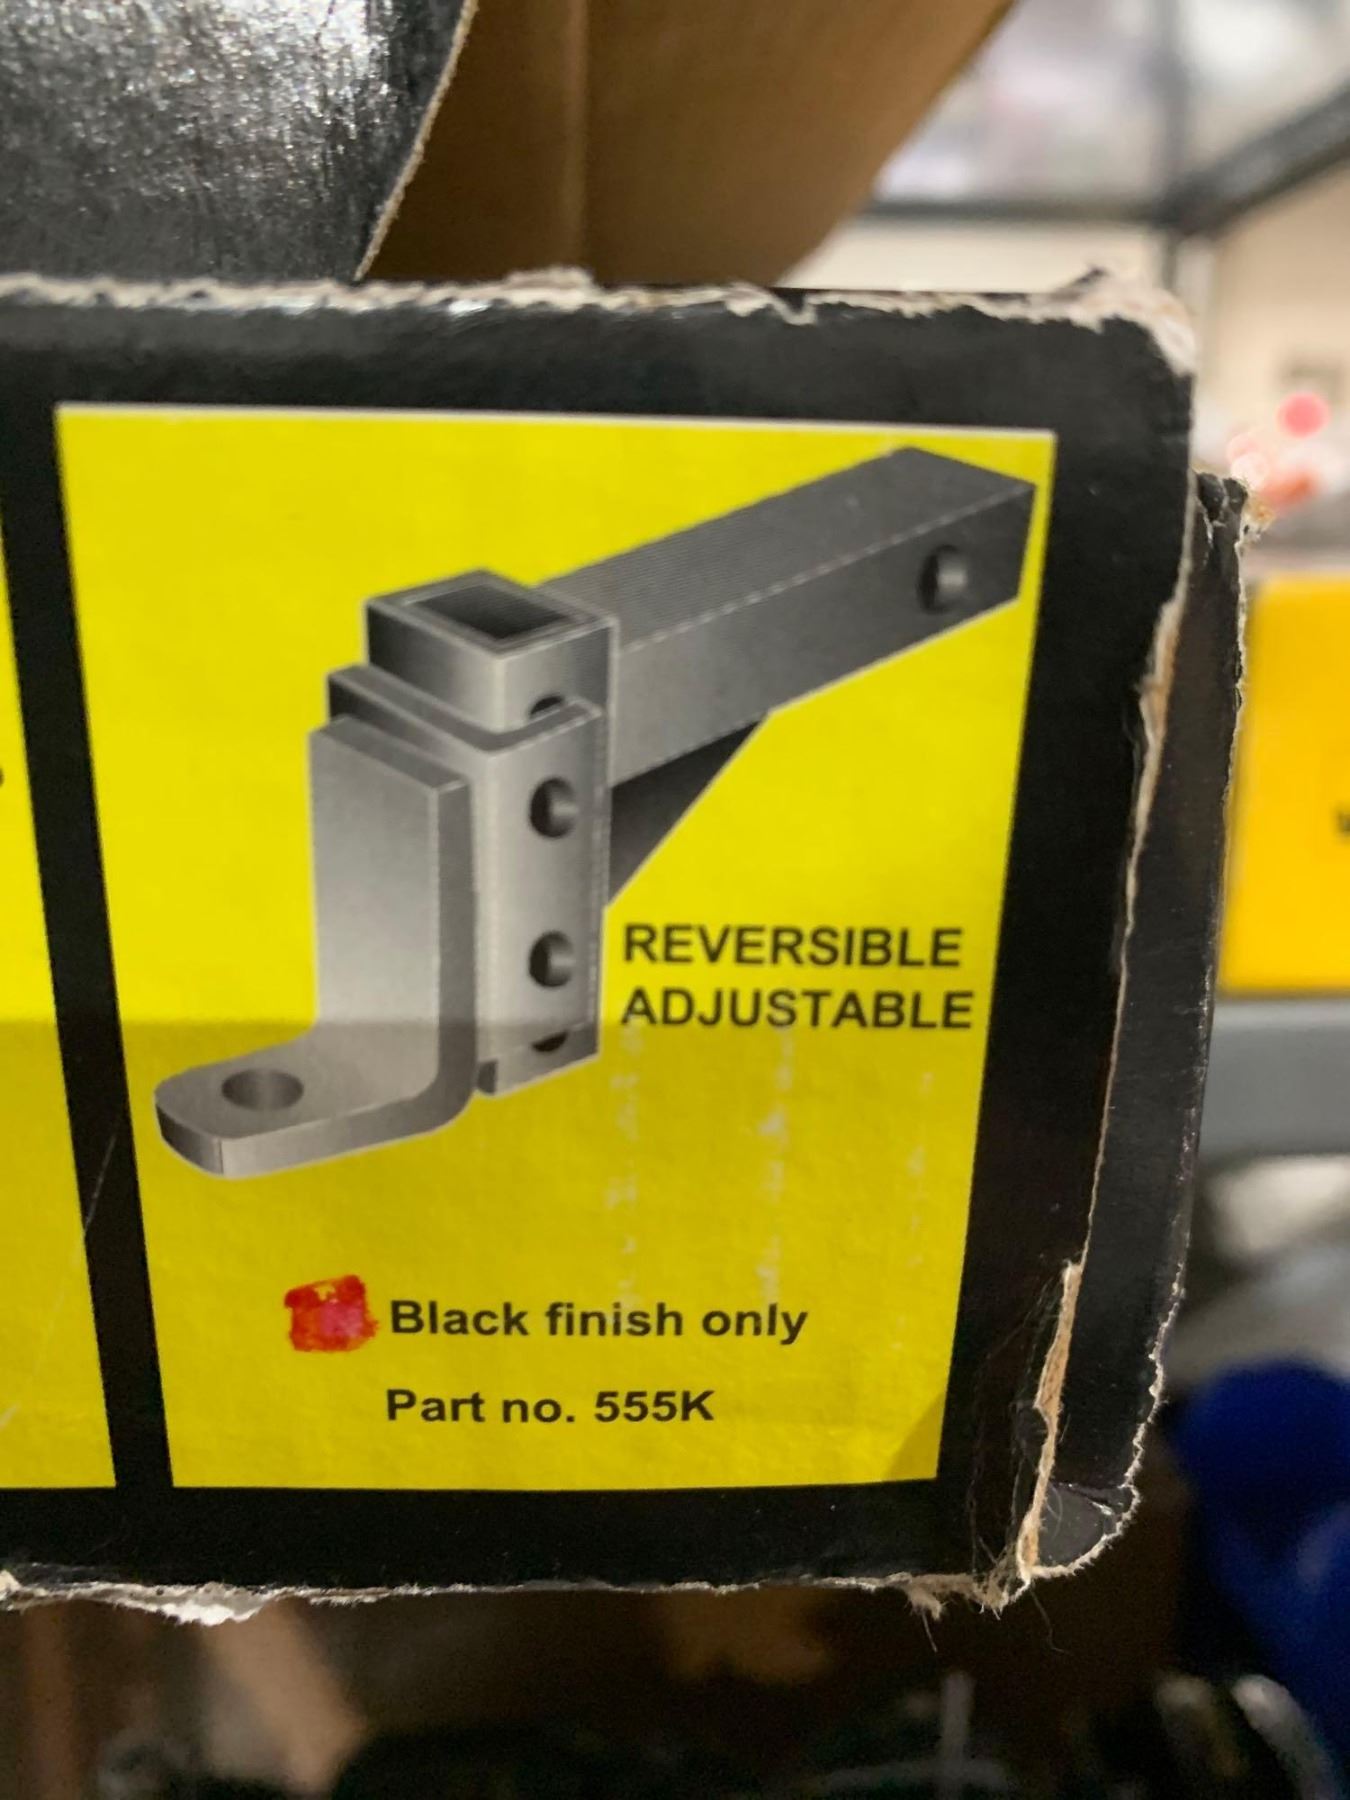 REVERSIBLE
ADJUSTABLE
Black finish only
Part no. 555K